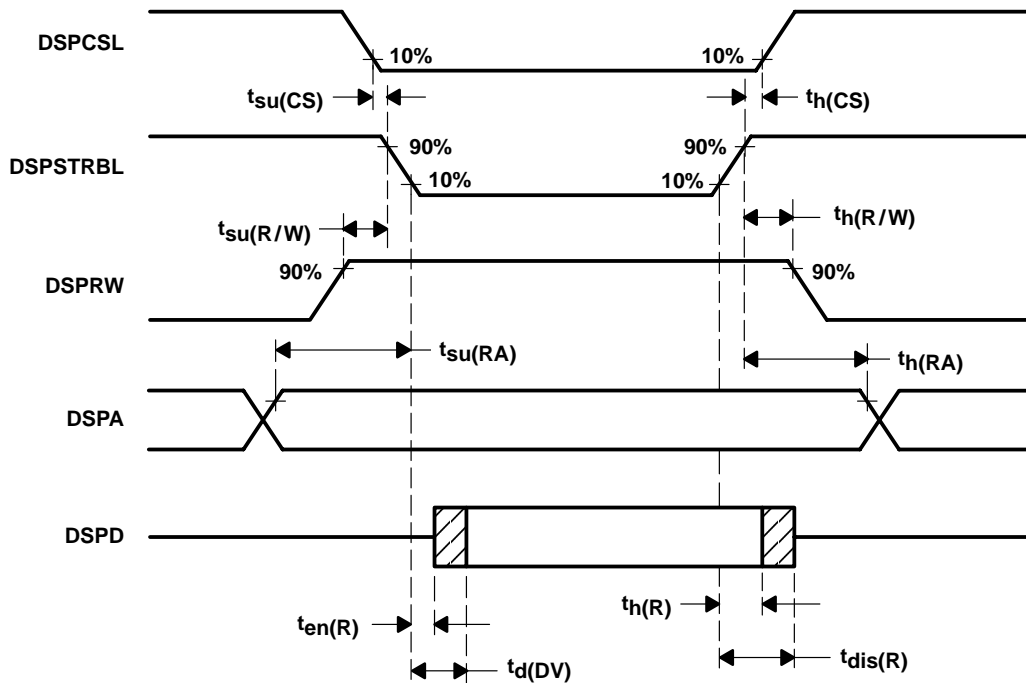 DSPCSL
10%
10%
tsu(CS)
th(CS)
DSPSTRBL
90%
90%
10%
10%
tsu(R/W)
th(R/W)
DSPRW
90%
90%
tsu(RA)
th(RA)
DSPA
DSPD
th(R)
ten(R)
td(DV)
tdis(R)